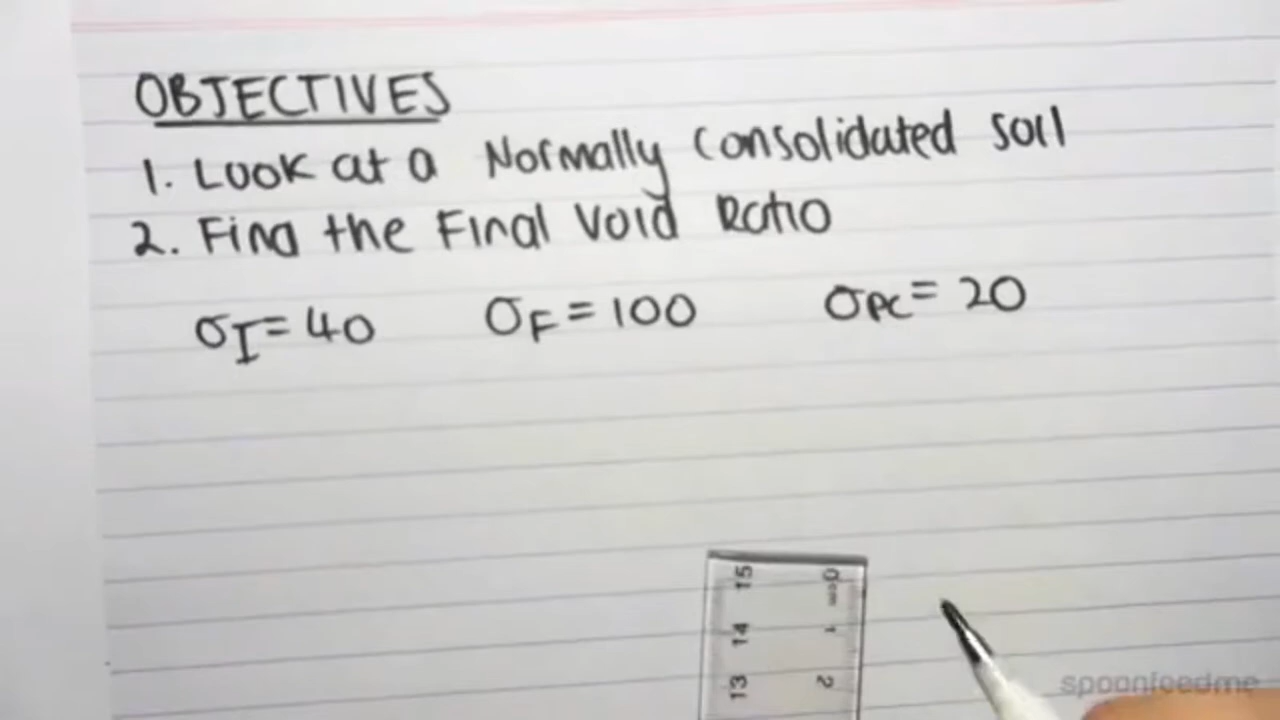 OBJECTIVES
1. Look at a Normally Consolidated Soil
2. Find the Final Void Ratio
σI = 40 σF = 100 σPC = 20
15 0
cm
14 1
13 2
spoonfeedme